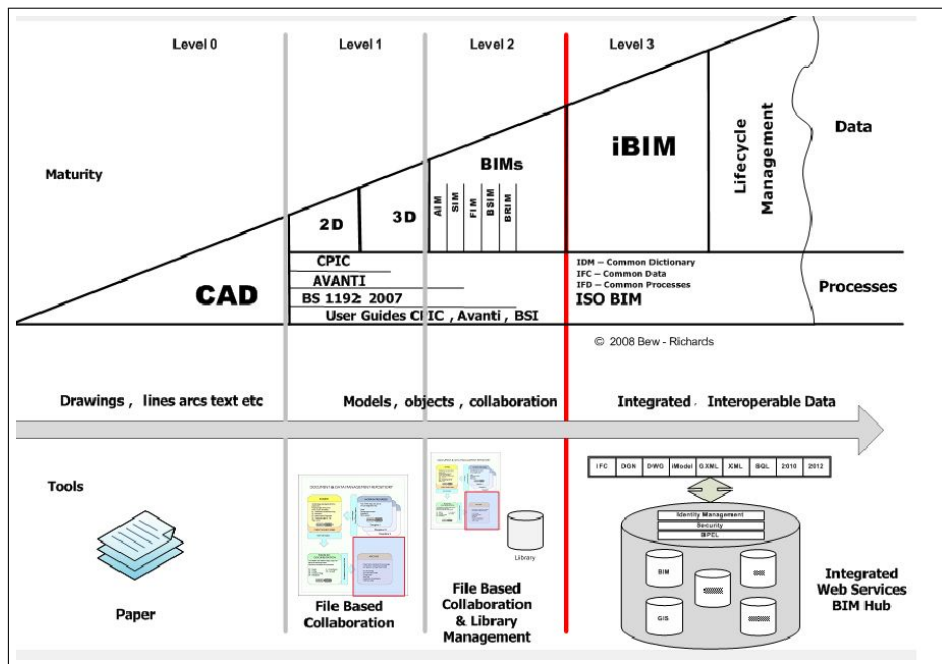 Level 0
Level 1
Level 2
Level 3
Maturity
CAD
2D
3D
BIMs
AIM
SIM
FIM
BSIM
BRIM
iBIM
Lifecycle
Management
Data
CPIC
AVANTI
BS 1192: 2007
User Guides CPIC , Avanti , BSI
IDM – Common Dictionary
IFC – Common Data
IFD – Common Processes
ISO BIM
Processes
© 2008 Bew - Richards
Drawings , lines arcs text etc
Models , objects , collaboration
Integrated , Interoperable Data
Tools
Paper
DOCUMENT & DATA MANAGEMENT REPOSITORY
File Based
Collaboration
Library
File Based
Collaboration
& Library
Management
IFC
DWG
iModel
XML
2010
2012
Identity Management
Security
BPEL
BIM
GIS
Integrated
Web Services
BIM Hub